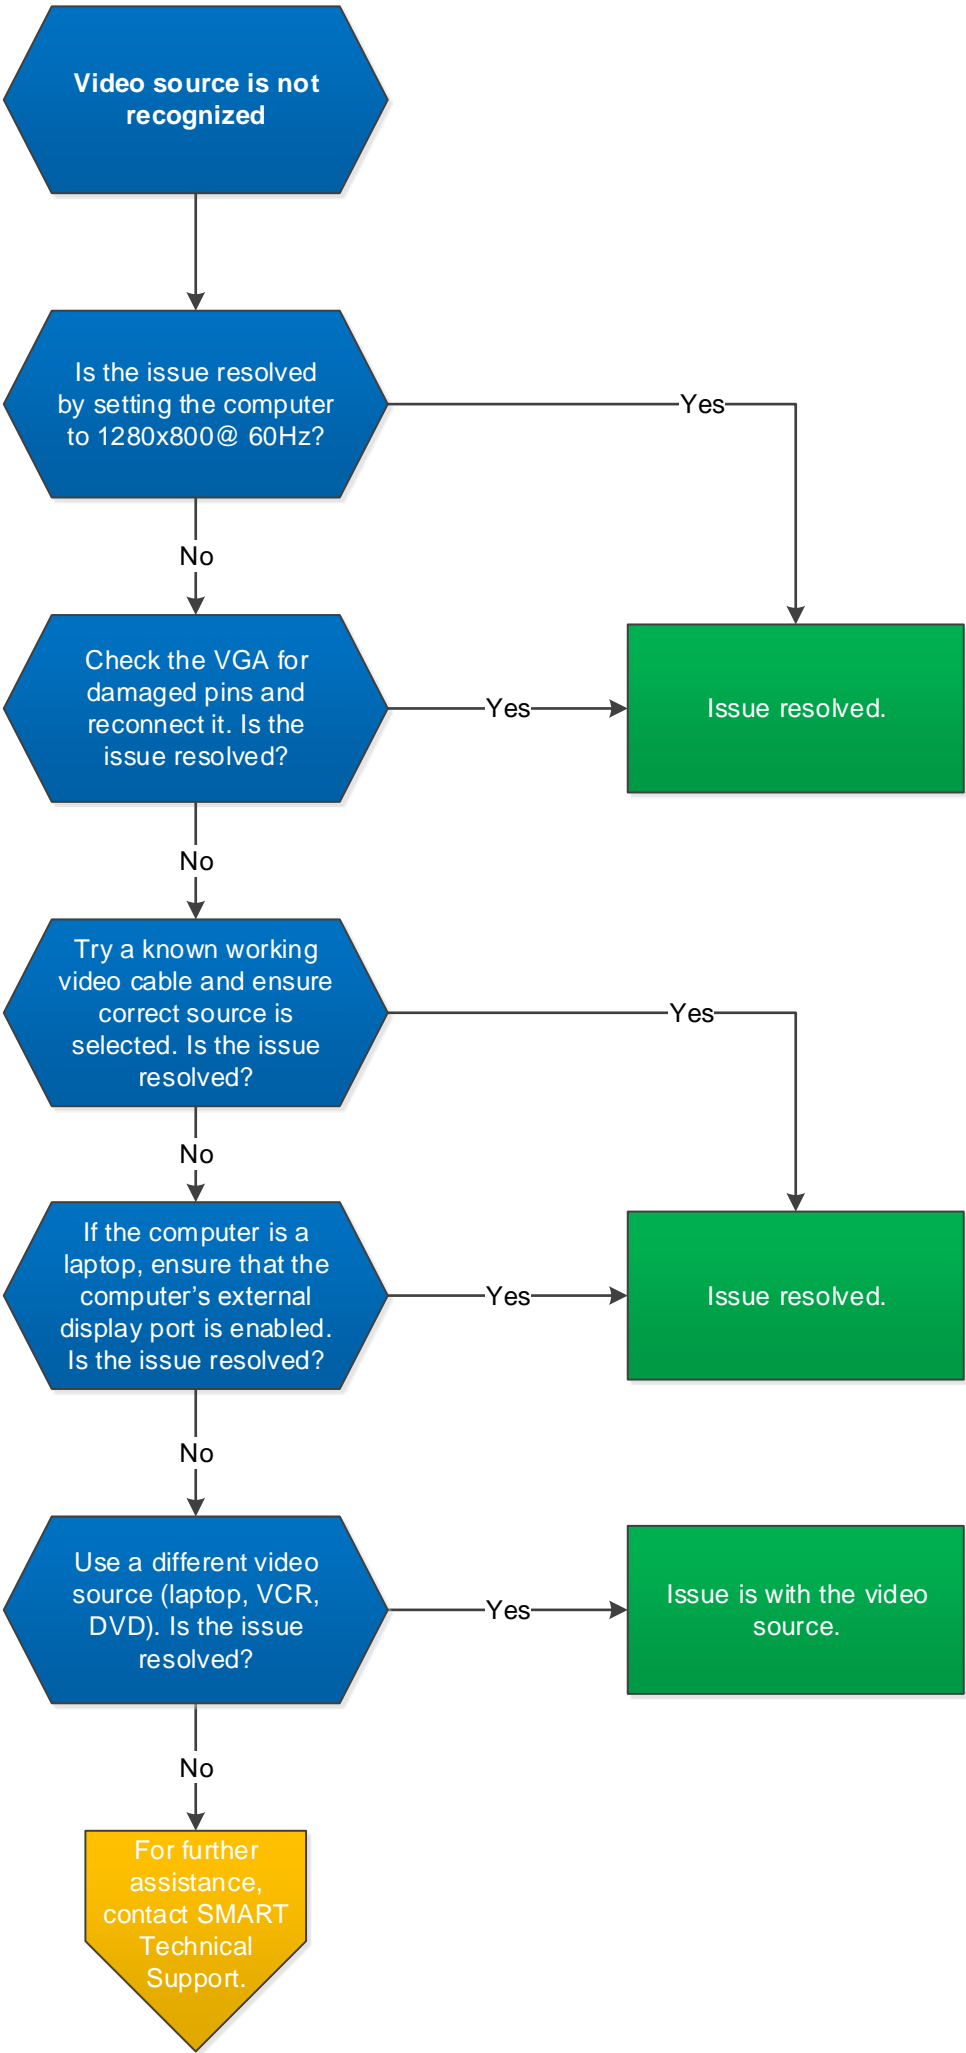 Video source is not
recognized
Is the issue resolved
by setting the computer
to 1280x800@ 60Hz?
Yes
No
Check the VGA for
damaged pins and
reconnect it. Is the
issue resolved?
Yes
Issue resolved.
No
Try a known working
video cable and ensure
correct source is
selected. Is the issue
resolved?
Yes
No
If the computer is a
laptop, ensure that the
computer’s external
display port is enabled.
Is the issue resolved?
Yes
Issue resolved.
No
Use a different video
source (laptop, VCR,
DVD). Is the issue
resolved?
Yes
Issue is with the video
source.
No
For further
assistance,
contact SMART
Technical
Support.